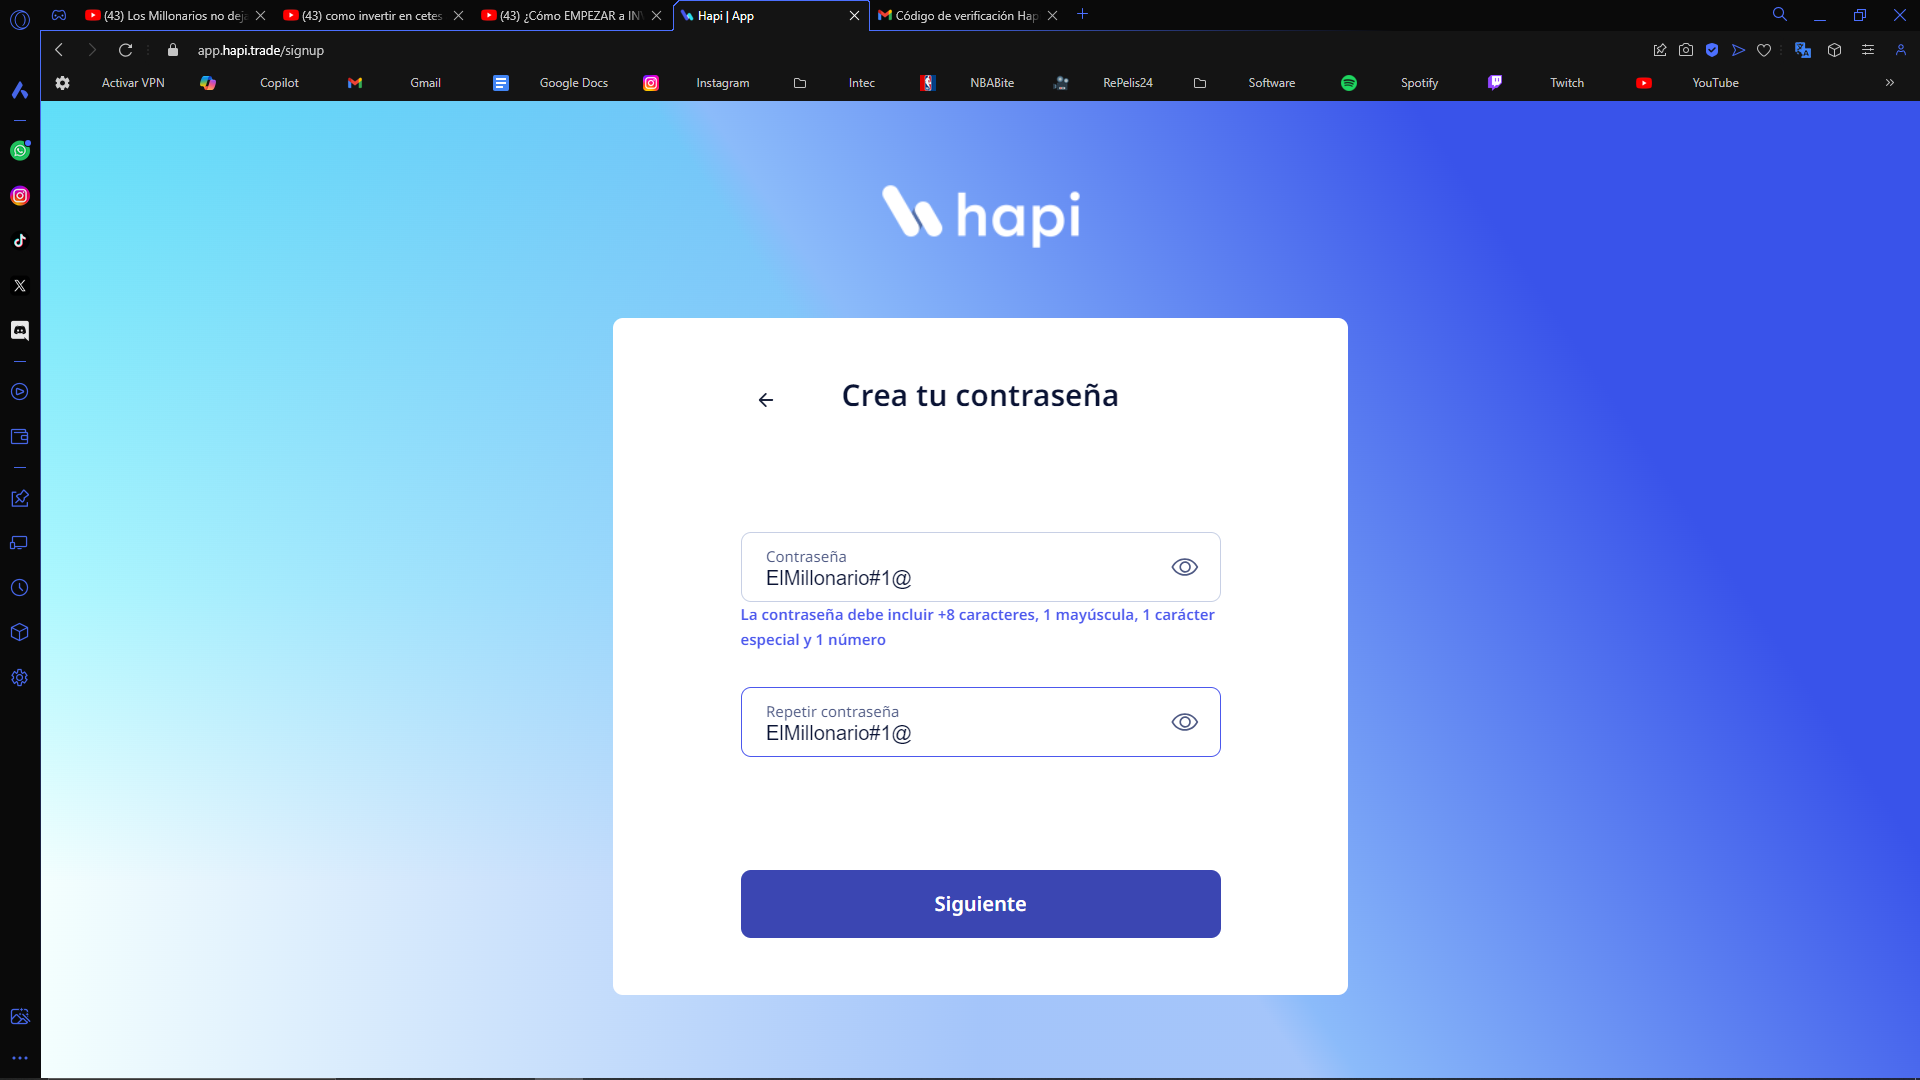 (43) Los Millonarios no deja
(43) como invertir en cetes
(43) ¿Cómo EMPEZAR a IN
Hapi | App
Código de verificación Hap
app.hapi.trade/signup
Activar VPN
Copilot
Gmail
Google Docs
Instagram
Intec
NBABite
RePelis24
Software
Spotify
Twitch
YouTube
hapi
Crea tu contraseña
Contraseña
ElMillonario#1@
La contraseña debe incluir +8 caracteres, 1 mayúscula, 1 carácter
especial y 1 número
Repetir contraseña
ElMillonario#1@
Siguiente